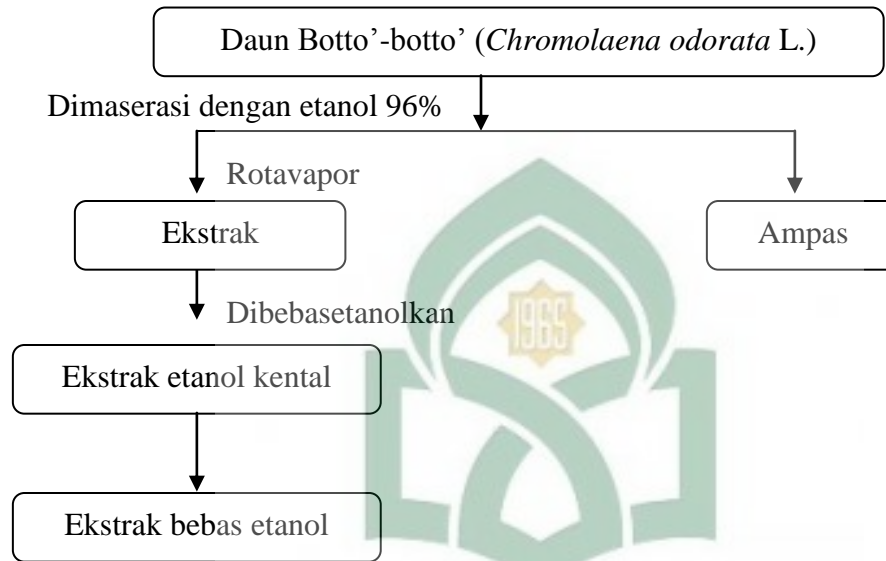 Daun Botto’-botto’ (Chromolaena odorata L.)
Dimaserasi dengan etanol 96%
Rotavapor
Ekstrak
Ampas
Dibebasetanolkan
Ekstrak etanol kental
Ekstrak bebas etanol
1965